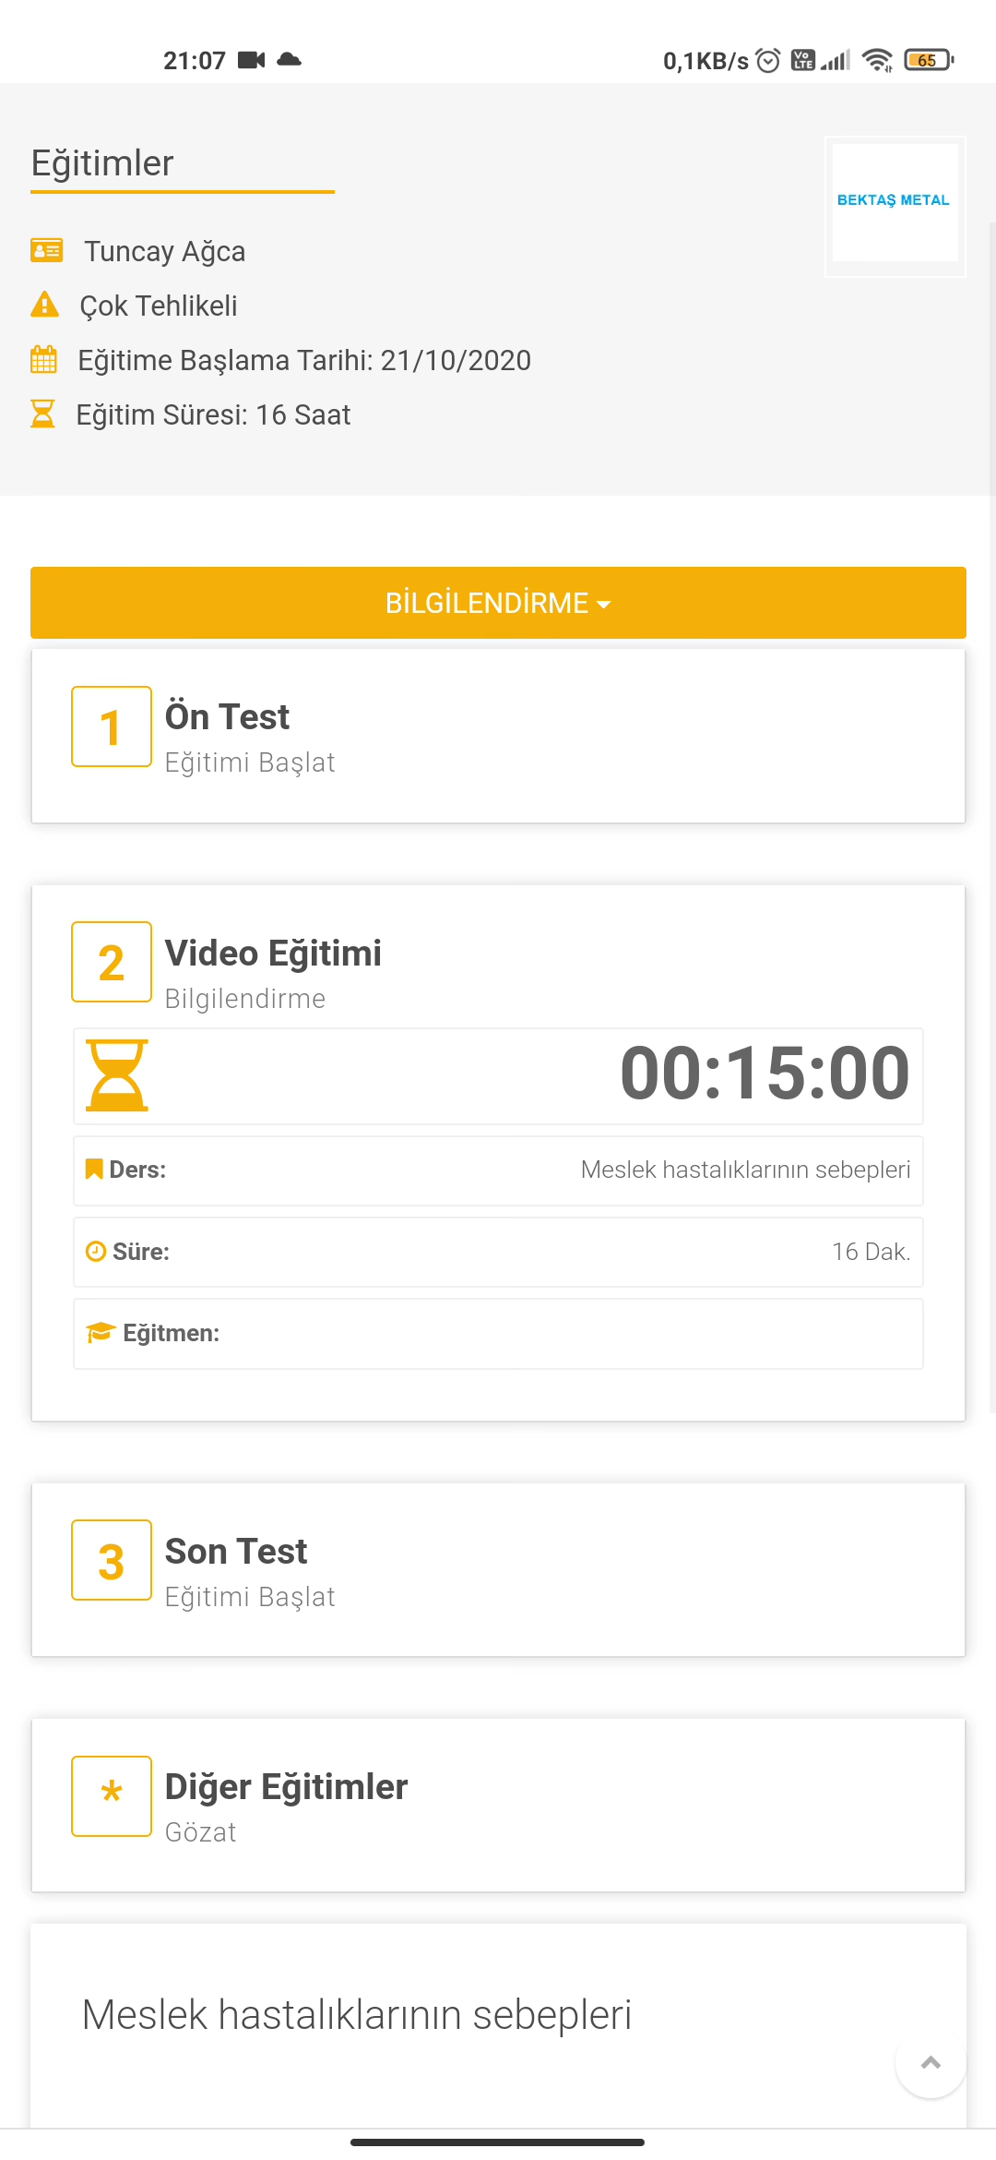 21:07
0,1KB/s
Vo LTE
65
Eğitimler
BEKTAŞ METAL
Tuncay Ağca
Çok Tehlikeli
Eğitime Başlama Tarihi: 21/10/2020
Eğitim Süresi: 16 Saat
BİLGİLENDİRME
1
Ön Test
Eğitimi Başlat
2
Video Eğitimi
Bilgilendirme
00:15:00
Ders:
Meslek hastalıklarının sebepleri
Süre:
16 Dak.
Eğitmen:
3
Son Test
Eğitimi Başlat
*
Diğer Eğitimler
Gözat
Meslek hastalıklarının sebepleri